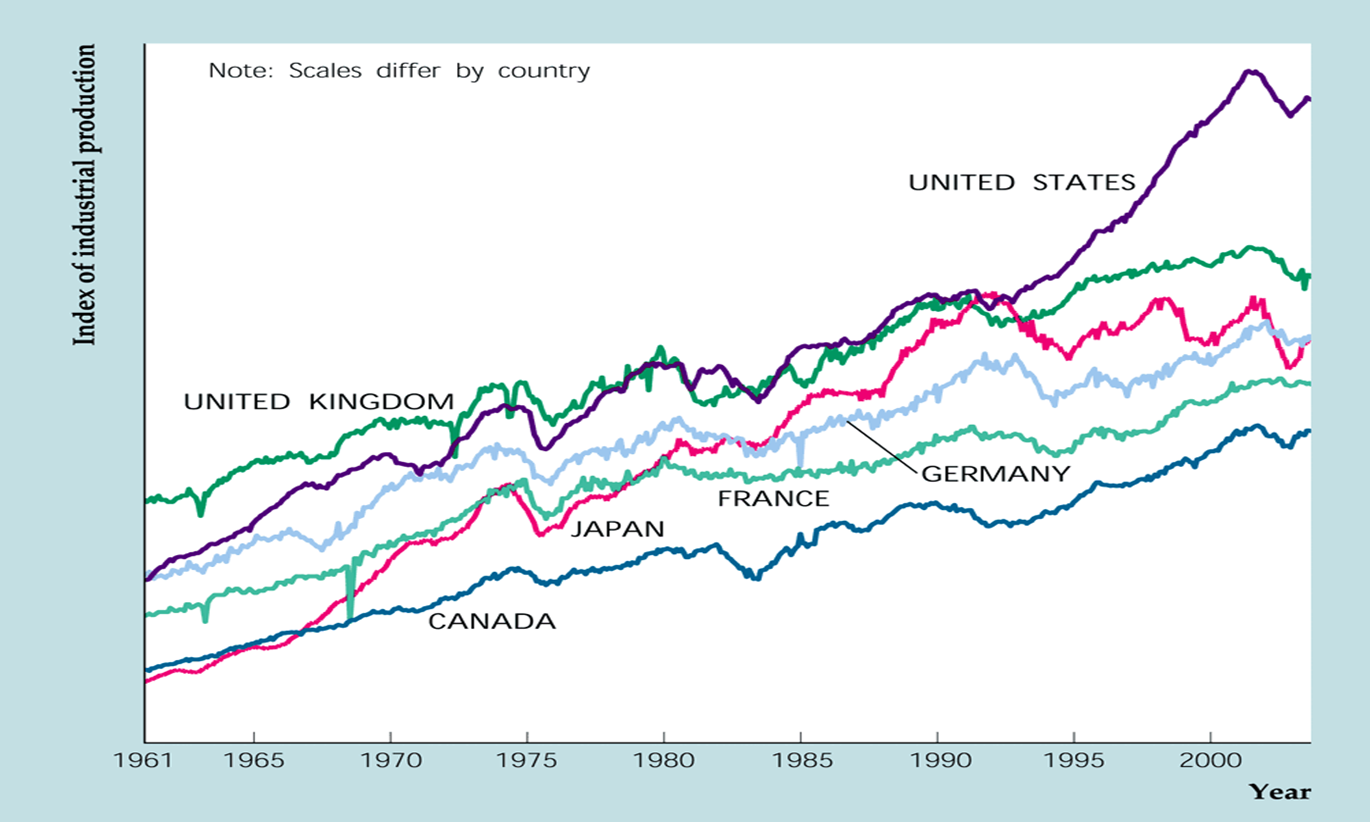 Index of industrial production
Note: Scales differ by country
UNITED STATES
UNITED KINGDOM
GERMANY
FRANCE
JAPAN
CANADA
1961 1965 1970 1975 1980 1985 1990 1995 2000
Year